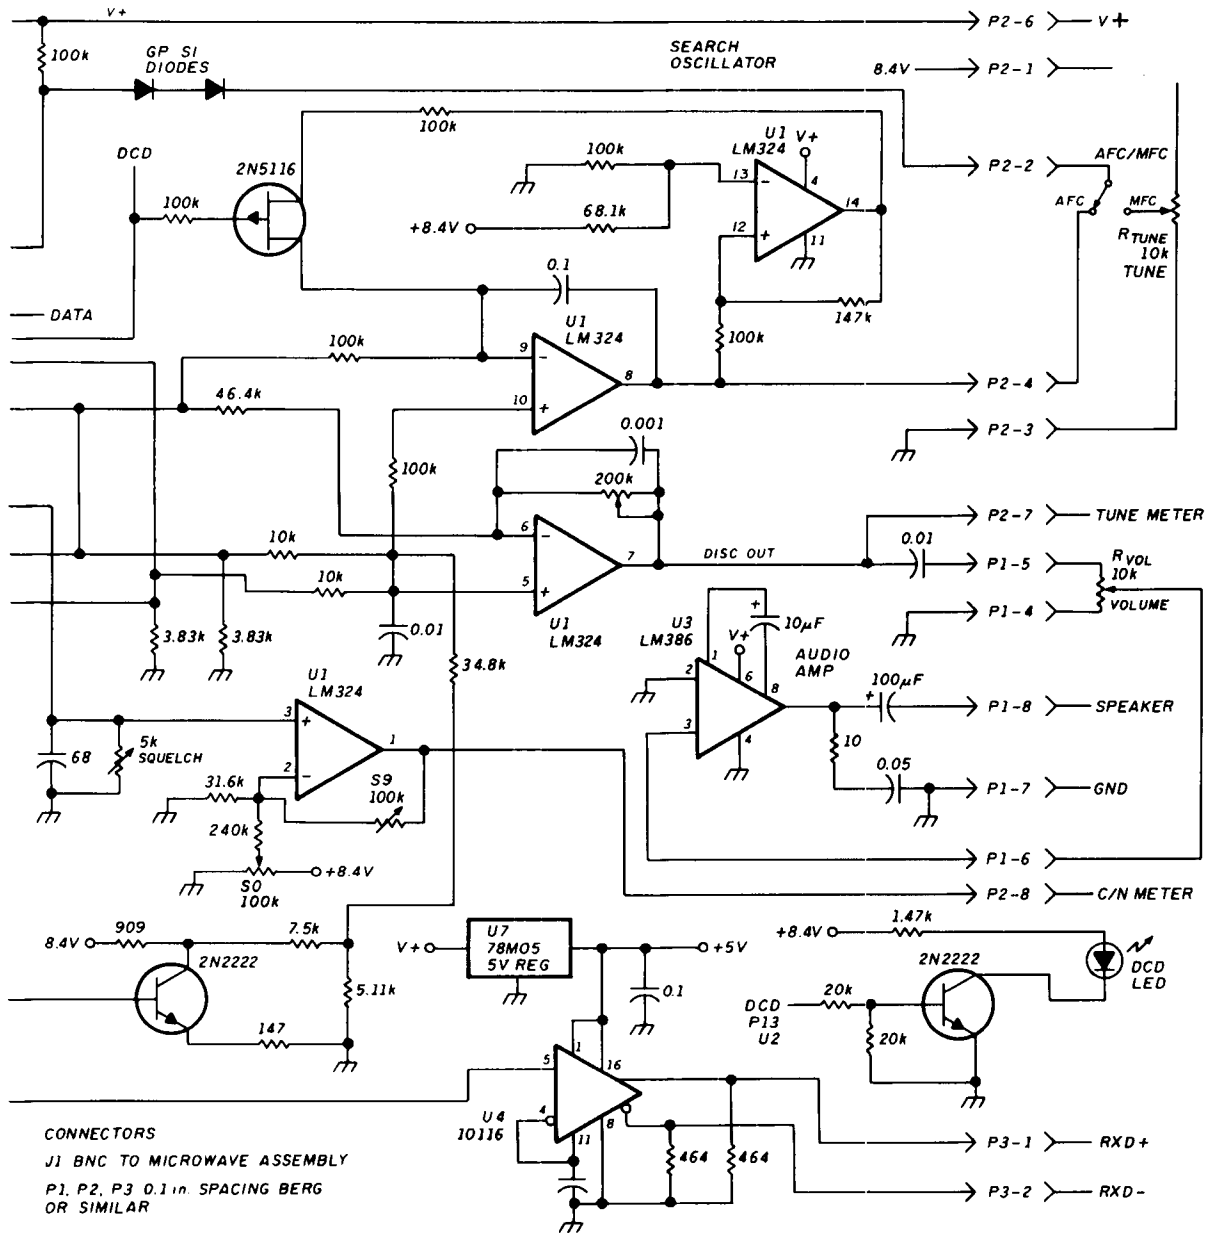 V+
P2-6
V+
100k
GP SI
DIODES
SEARCH
OSCILLATOR
8.4V
P2-1
100k
U1
LM324
V+
4
DCD
2N5116
100k
13
-
P2-2
AFC/MFC
100k
68.1k
14
AFC
MFC
+8.4V
12
+
11
RTUNE
10k
TUNE
0.1
DATA
U1
LM324
147k
100k
100k
9
-
8
P2-4
46.4k
10
+
0.001
P2-3
100k
200k
6
-
P2-7
TUNE METER
10k
7
DISC OUT
0.01
P1-5
RVOL
10k
VOLUME
10k
5
+
P1-4
3.83k
3.83k
0.01
U1
LM324
U3
LM386
+
10µF
V+
1
AUDIO
AMP
34.8k
2
6
8
U1
LM324
100µF
+
P1-8
SPEAKER
3
+
3
4
1
5k
SQUELCH
68
10
2
-
0.05
P1-7
GND
31.6k
S9
100k
240k
P1-6
+8.4V
S0
100k
P2-8
C/N METER
909
8.4V
7.5k
V+
U7
78M05
5V REG
+5V
+8.4V
1.47k
2N2222
2N2222
DCD
LED
5.11k
0.1
DCD
P13
U2
20k
147
20k
1
5
16
4
U4
10116
8
11
CONNECTORS
464
464
P3-1
RXD+
J1 BNC TO MICROWAVE ASSEMBLY
P1, P2, P3 0.1 in. SPACING BERG
OR SIMILAR
P3-2
RXD-